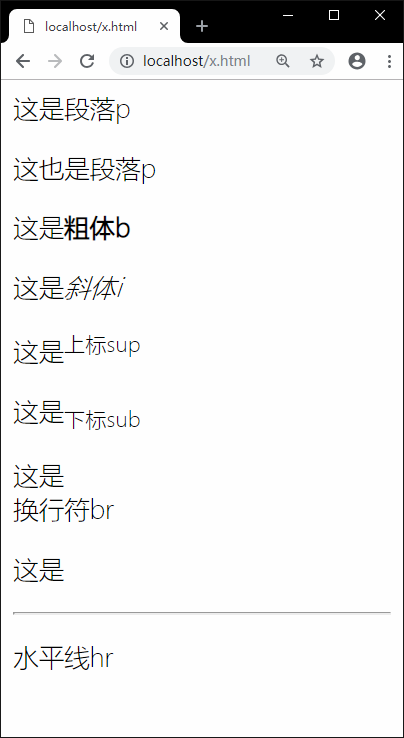 localhost/x.html
localhost/x.html
这是段落p
这也是段落p
这是粗体b
这是斜体i
这是上标sup
这是下标sub
这是
换行符br
这是
水平线hr